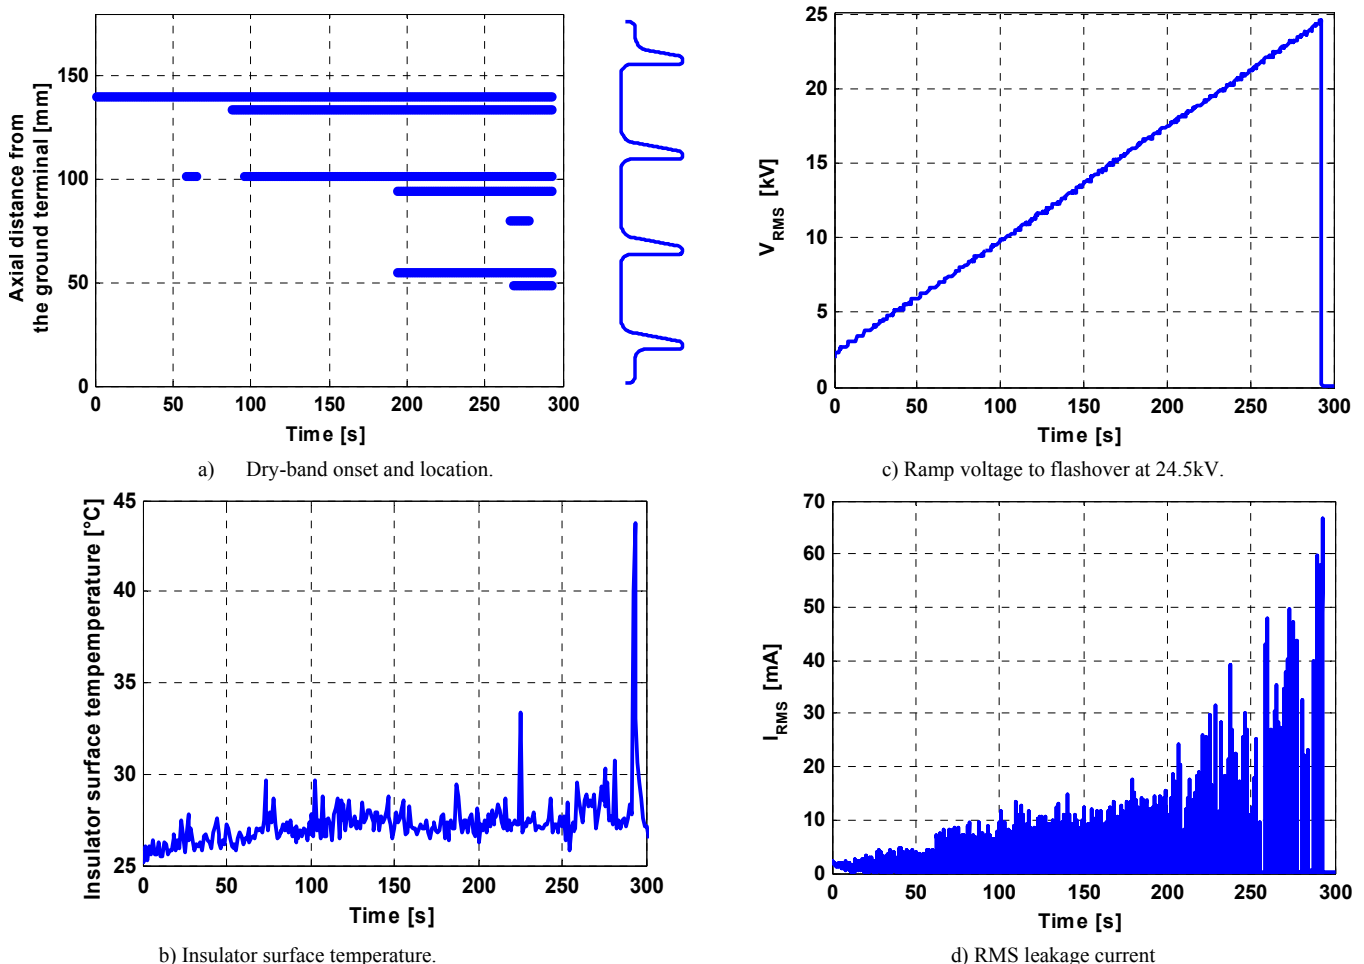 Axial distance from
the ground terminal [mm]
150
100
50
0
0 50 100 150 200 250 300
Time [s]
a) Dry-band onset and location.
25
20
15
10
5
0
V_RMS [kV]
0 50 100 150 200 250 300
Time [s]
c) Ramp voltage to flashover at 24.5kV.
45
40
35
30
25
Insulator surface tempemperature [°C]
0 50 100 150 200 250 300
Time [s]
b) Insulator surface temperature.
70
60
50
40
30
20
10
0
I_RMS [mA]
0 50 100 150 200 250 300
Time [s]
d) RMS leakage current